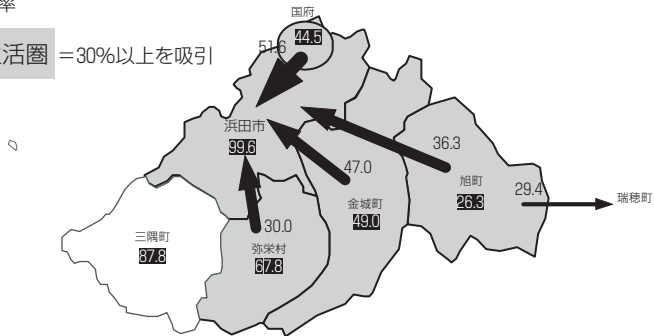 率
活圏 =30%以上を吸引
国府
44.5
51.6
浜田市
99.6
36.3
47.0
旭町
26.3
29.4
瑞穂町
金城町
49.0
30.0
弥栄村
67.8
三隅町
87.8